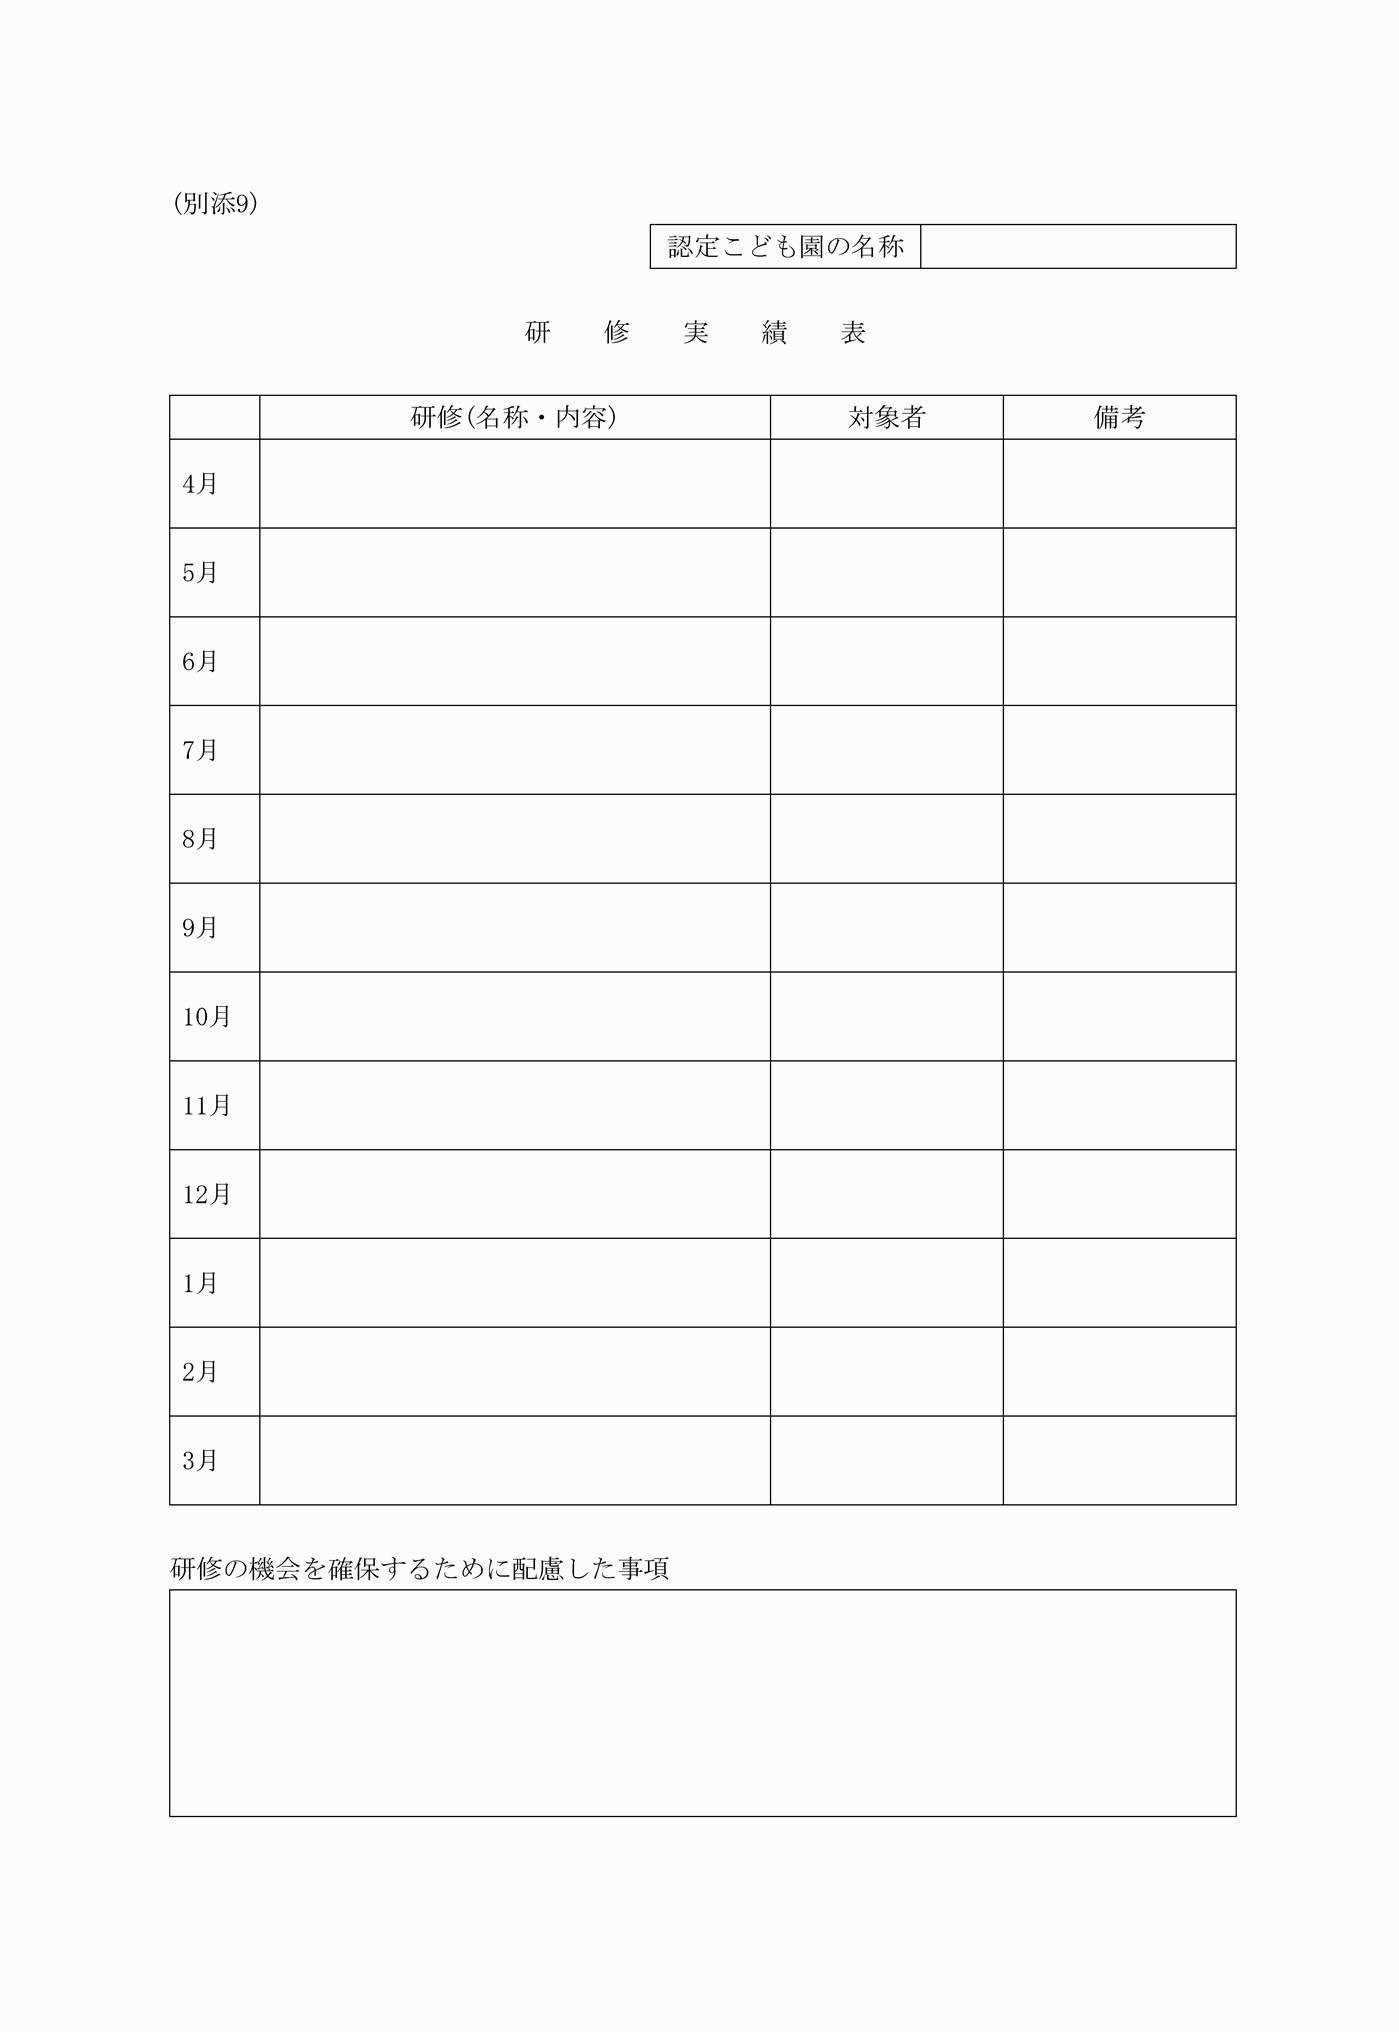 (別添9)
認定こども園の名称
研　修　実　績　表
研修(名称・内容) 対象者 備考
4月
5月
6月
7月
8月
9月
10月
11月
12月
1月
2月
3月
研修の機会を確保するために配慮した事項